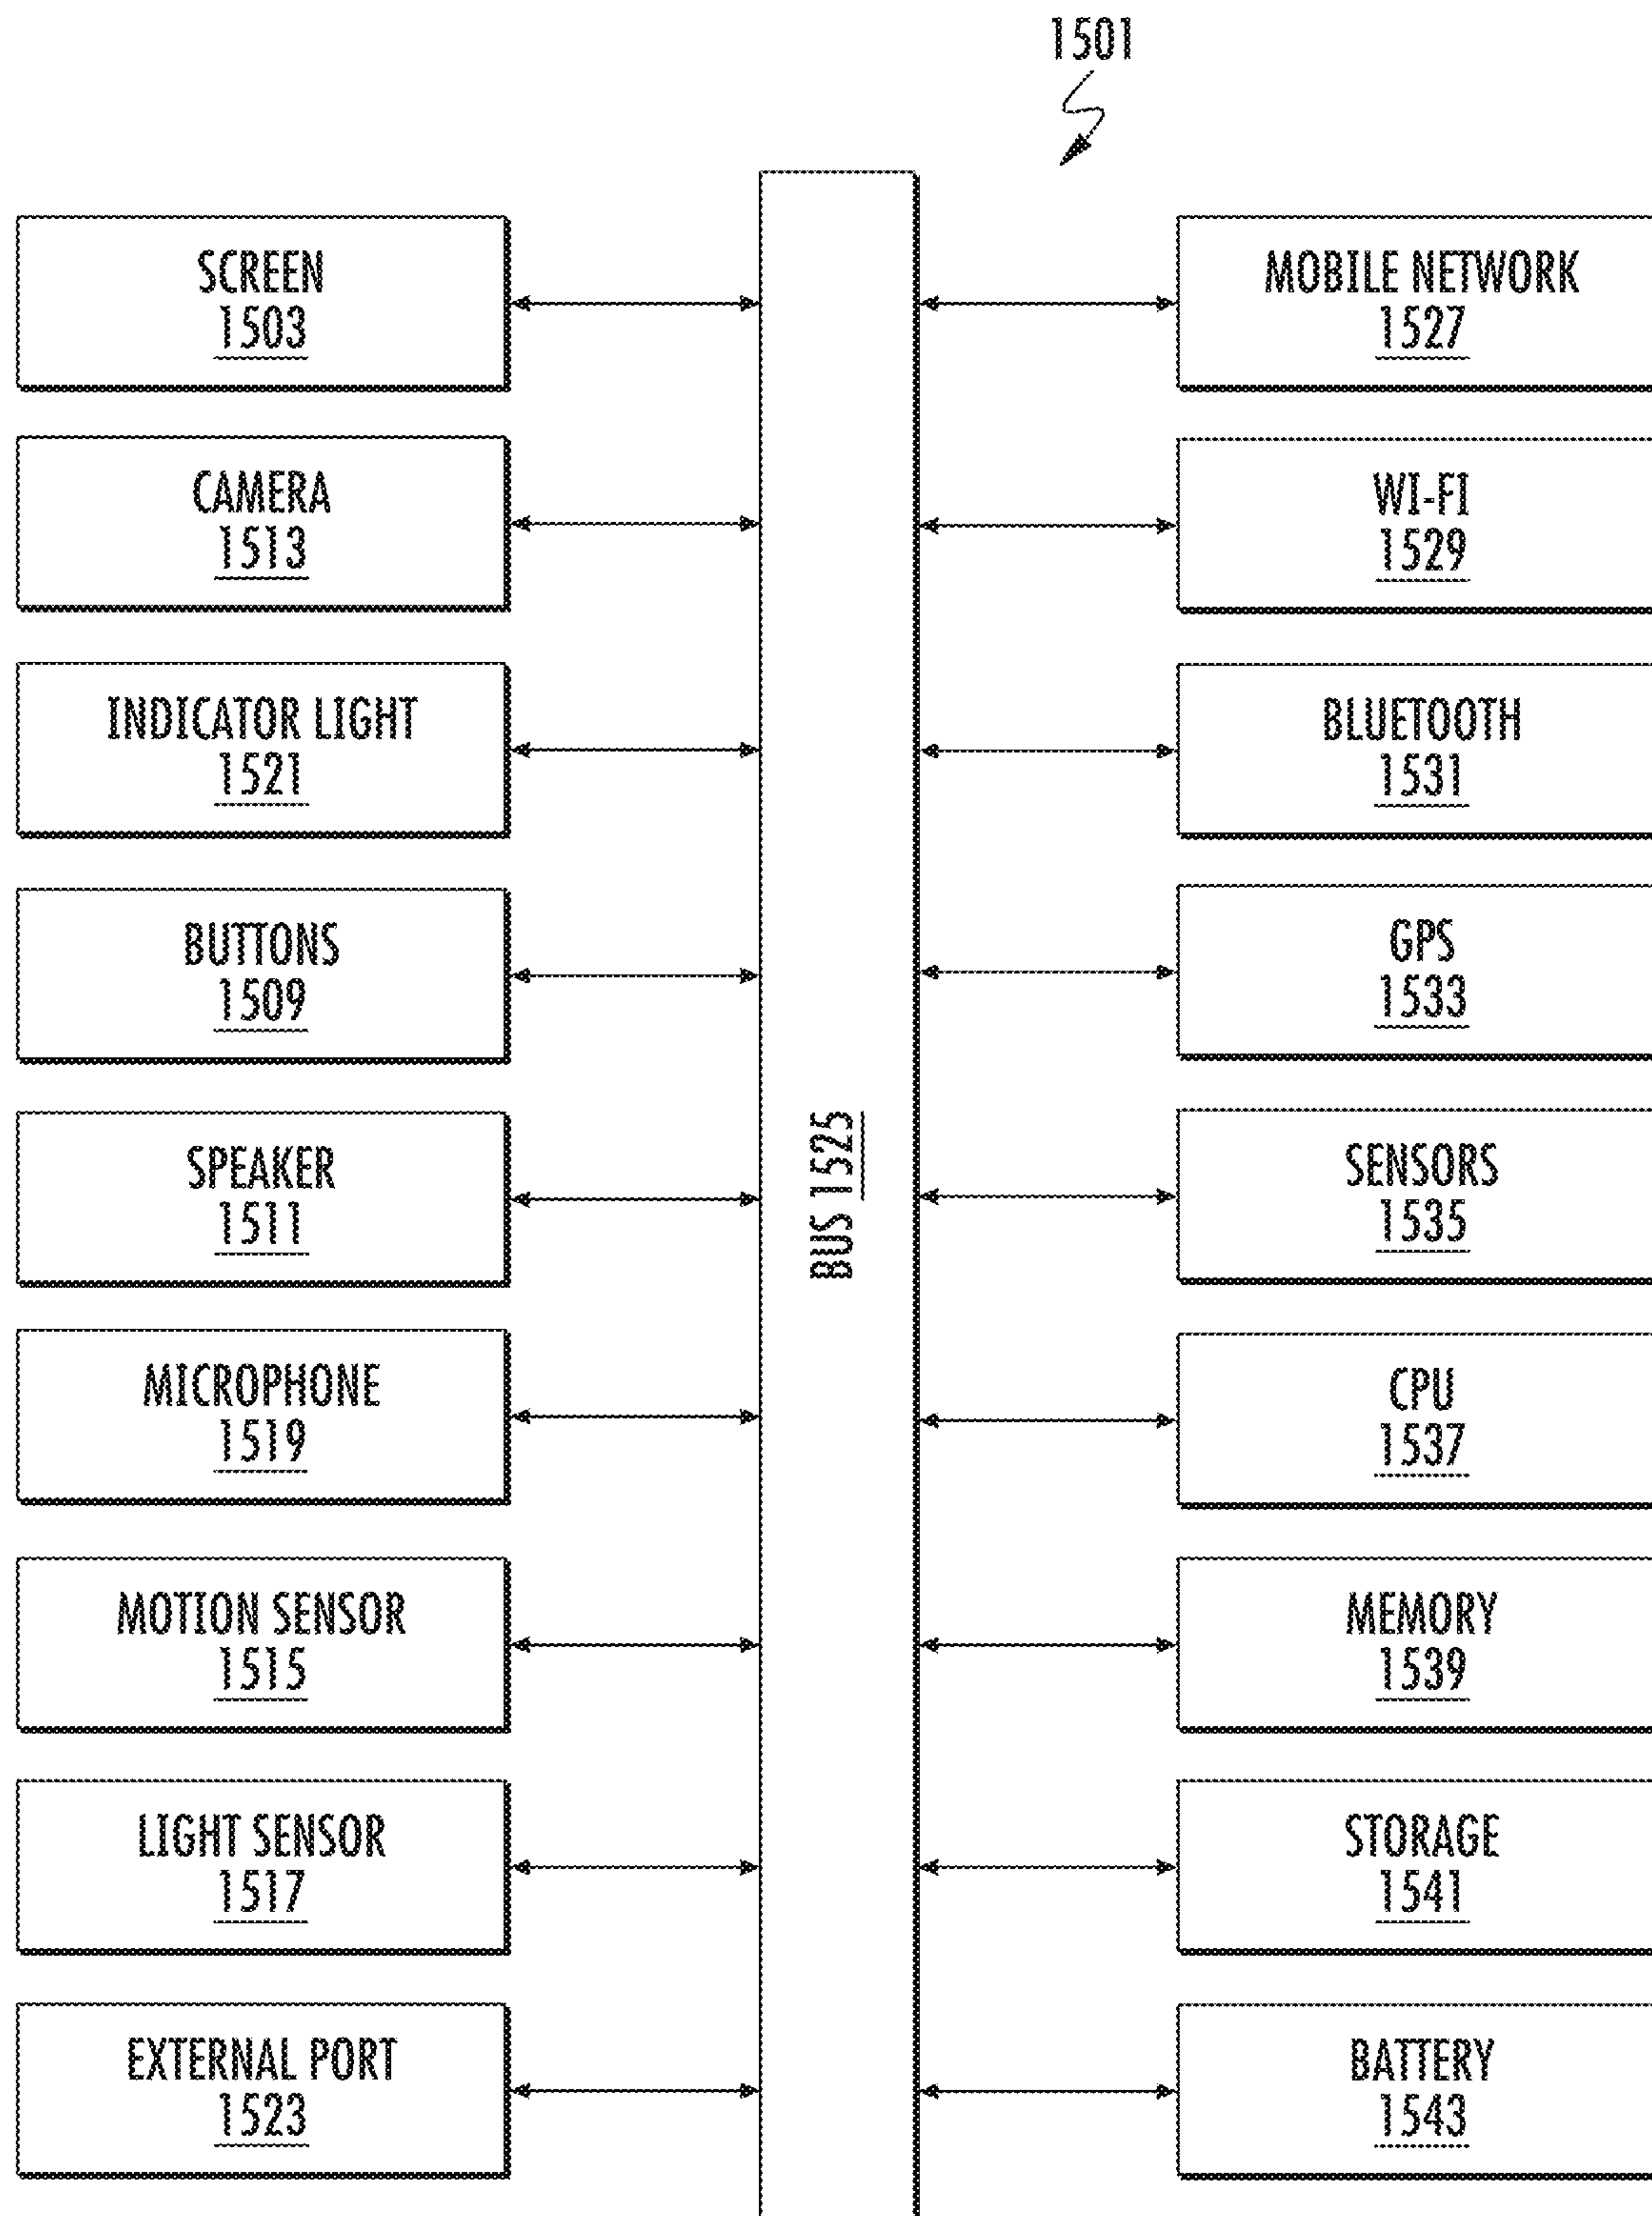 1501
SCREEN
1503
CAMERA
1513
INDICATOR LIGHT
1521
BUTTONS
1509
SPEAKER
1511
MICROPHONE
1519
MOTION SENSOR
1515
LIGHT SENSOR
1517
EXTERNAL PORT
1523
BUS 1525
MOBILE NETWORK
1527
WI-FI
1529
BLUETOOTH
1531
GPS
1533
SENSORS
1535
CPU
1537
MEMORY
1539
STORAGE
1541
BATTERY
1543